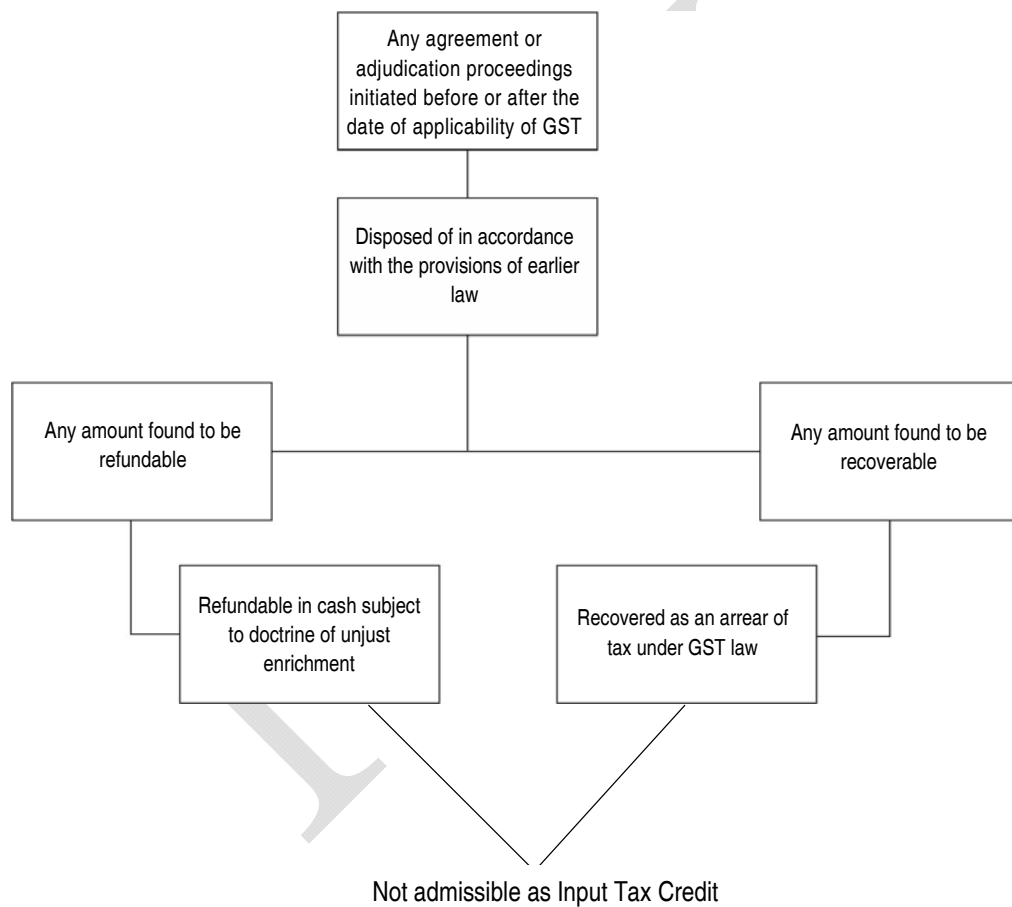 Any agreement or
adjudication proceedings
initiated before or after the
date of applicability of GST
Disposed of in accordance
with the provisions of earlier
law
Any amount found to be
refundable
Any amount found to be
recoverable
Refundable in cash subject
to doctrine of unjust
enrichment
Recovered as an arrear of
tax under GST law
Not admissible as Input Tax Credit